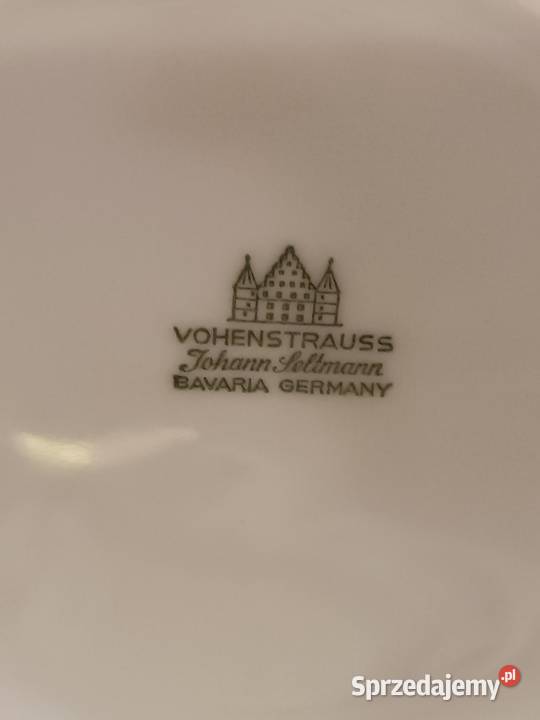 VOHENSTRAUSS
Johann Seltmann
BAVARIA GERMANY
Sprzedajemy.pl